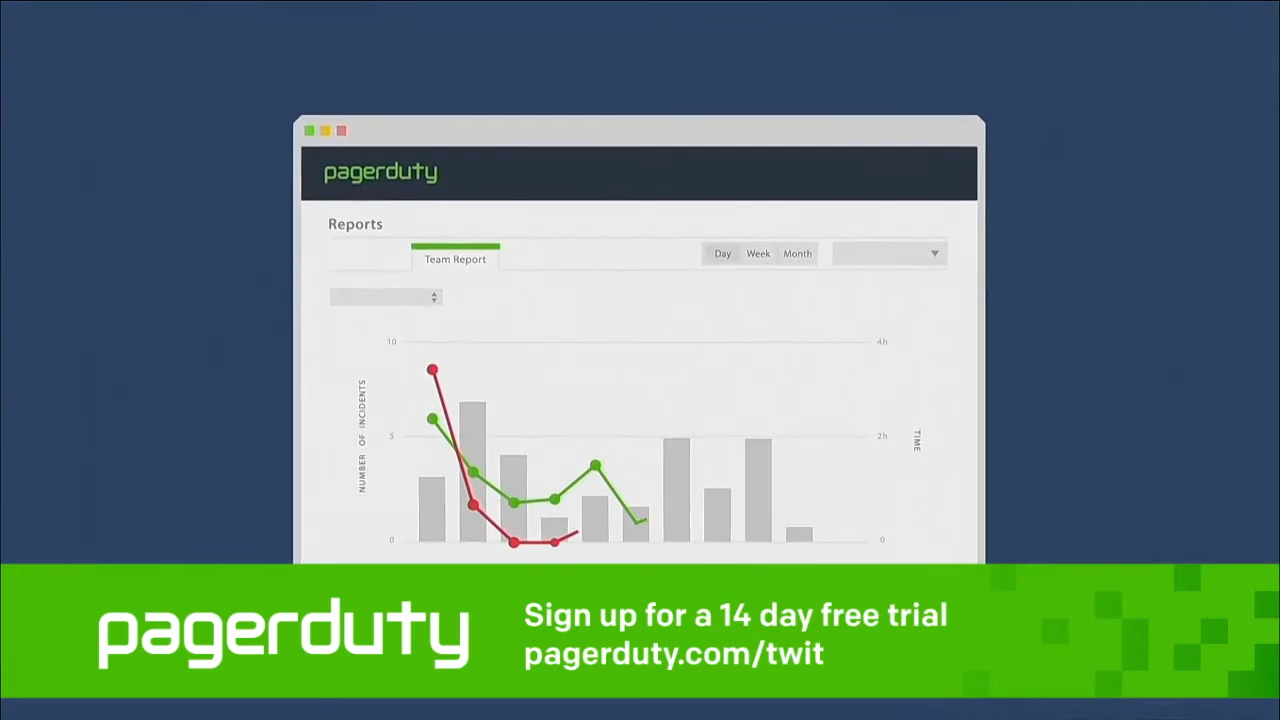 pagerduty
Reports
Team Report
Day Week Month
10 4h
NUMBER OF INCIDENTS
5 2h
TIME
0 0
pagerduty
Sign up for a 14 day free trial
pagerduty.com/twit